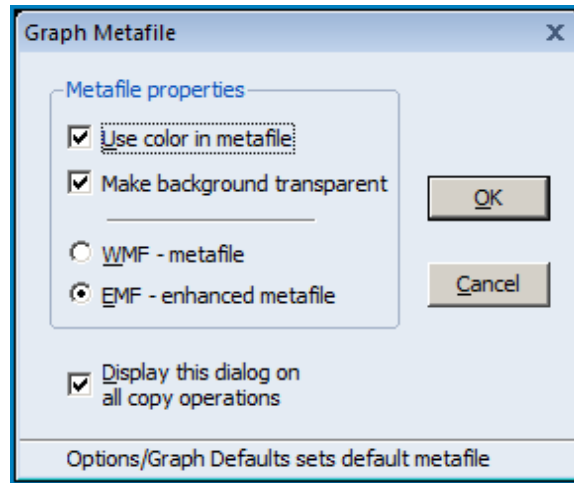 Graph Metafile
Metafile properties
Use color in metafile
Make background transparent
OK
WMF - metafile
EMF - enhanced metafile
Cancel
Display this dialog on
all copy operations
Options/Graph Defaults sets default metafile